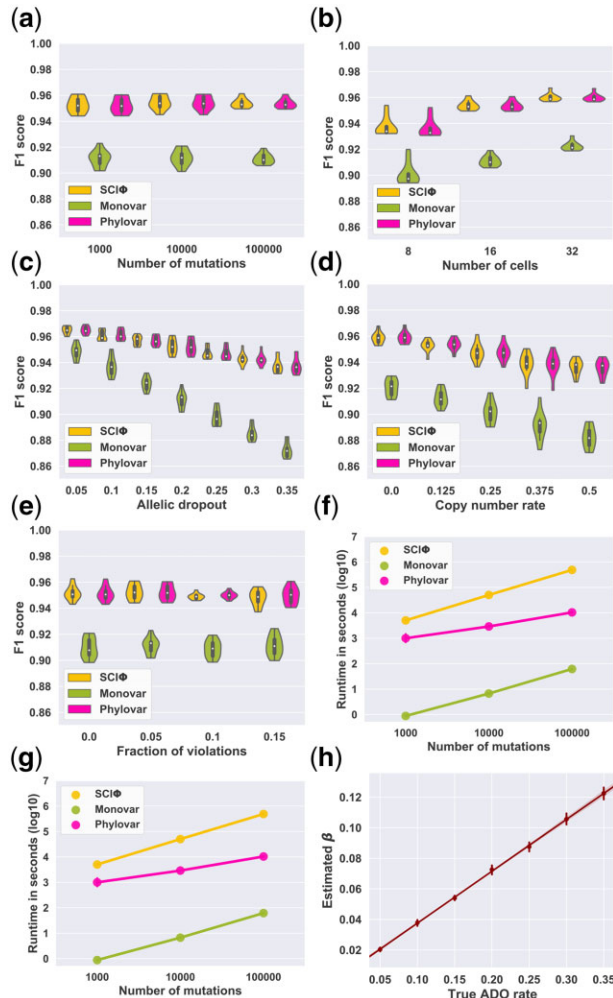 (a)
1.00
0.98
0.96
0.94
0.92
0.90
0.88
0.86
F1 score
SCIΦ
Monovar
Phylovar
1000 10000 100000
Number of mutations
(b)
1.00
0.98
0.96
0.94
0.92
0.90
0.88
0.86
F1 score
SCIΦ
Monovar
Phylovar
8 16 32
Number of cells
(c)
1.00
0.98
0.96
0.94
0.92
0.90
0.88
0.86
F1 score
SCIΦ
Monovar
Phylovar
0.05 0.1 0.15 0.2 0.25 0.3 0.35
Allelic dropout
(d)
1.00
0.98
0.96
0.94
0.92
0.90
0.88
0.86
F1 score
SCIΦ
Monovar
Phylovar
0.0 0.125 0.25 0.375 0.5
Copy number rate
(e)
1.00
0.98
0.96
0.94
0.92
0.90
0.88
0.86
F1 score
SCIΦ
Monovar
Phylovar
0.0 0.05 0.10 0.15
Fraction of violations
(f)
7
6
5
4
3
2
1
0
Runtime in seconds (log10)
SCIΦ
Monovar
Phylovar
1000 10000 100000
Number of mutations
(g)
7
6
5
4
3
2
1
0
Runtime in seconds (log10)
SCIΦ
Monovar
Phylovar
1000 10000 100000
Number of mutations
(h)
0.12
0.10
0.08
0.06
0.04
0.02
Estimated β
0.05 0.10 0.15 0.20 0.25 0.30 0.35
True ADO rate